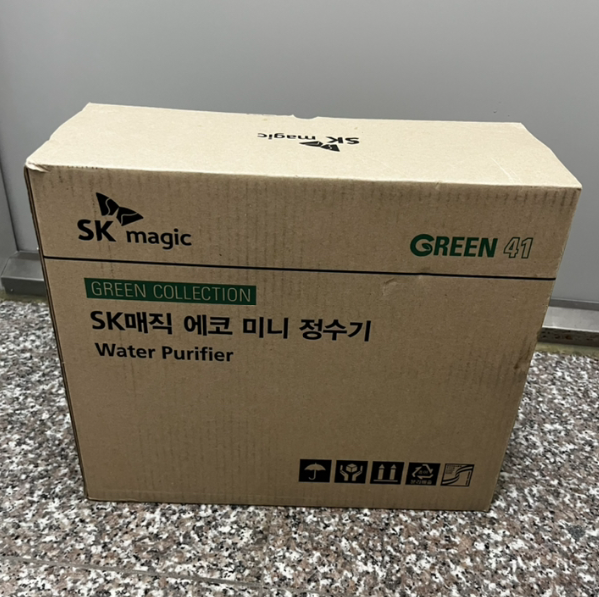 SK magic
SK magic
GREEN 41
GREEN COLLECTION
SK매직 에코 미니 정수기
Water Purifier